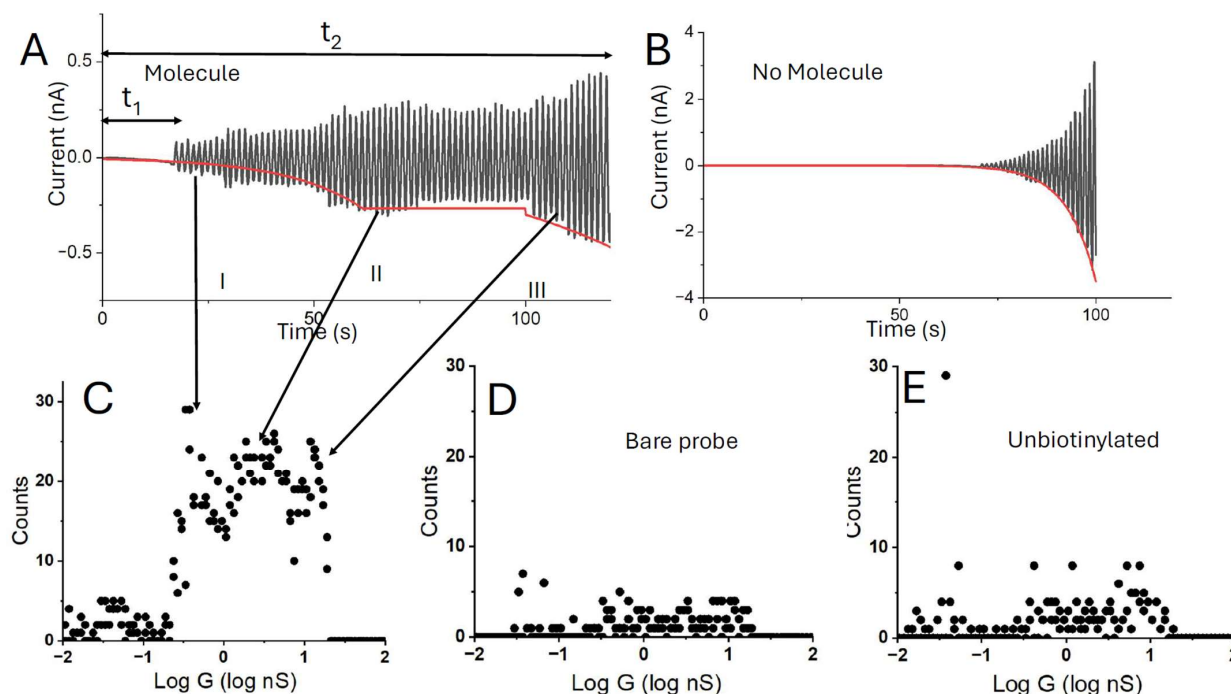 A
t2
Molecule
t1
0.5
0.0
−0.5
Current (nA)
0
50
100
Time (s)
I
II
III
B
No Molecule
4
2
0
−2
−4
Current (nA)
0
50
100
Time (s)
C
30
20
10
0
Counts
−2
−1
0
1
2
Log G (log nS)
D
Bare probe
30
20
10
0
Counts
−2
−1
0
1
2
Log G (log nS)
E
Unbiotinylated
30
20
10
0
Counts
−2
−1
0
1
2
Log G (log nS)